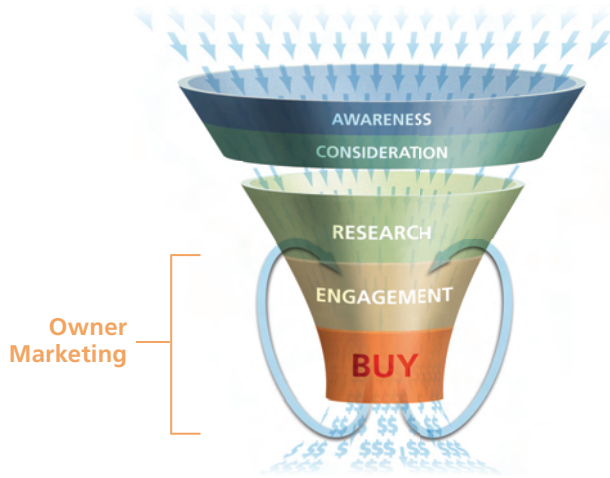 AWARENESS
CONSIDERATION
RESEARCH
ENGAGEMENT
Owner
Marketing
BUY
$$ $$ $$
$$ $$ $$
$$ $$$ $$